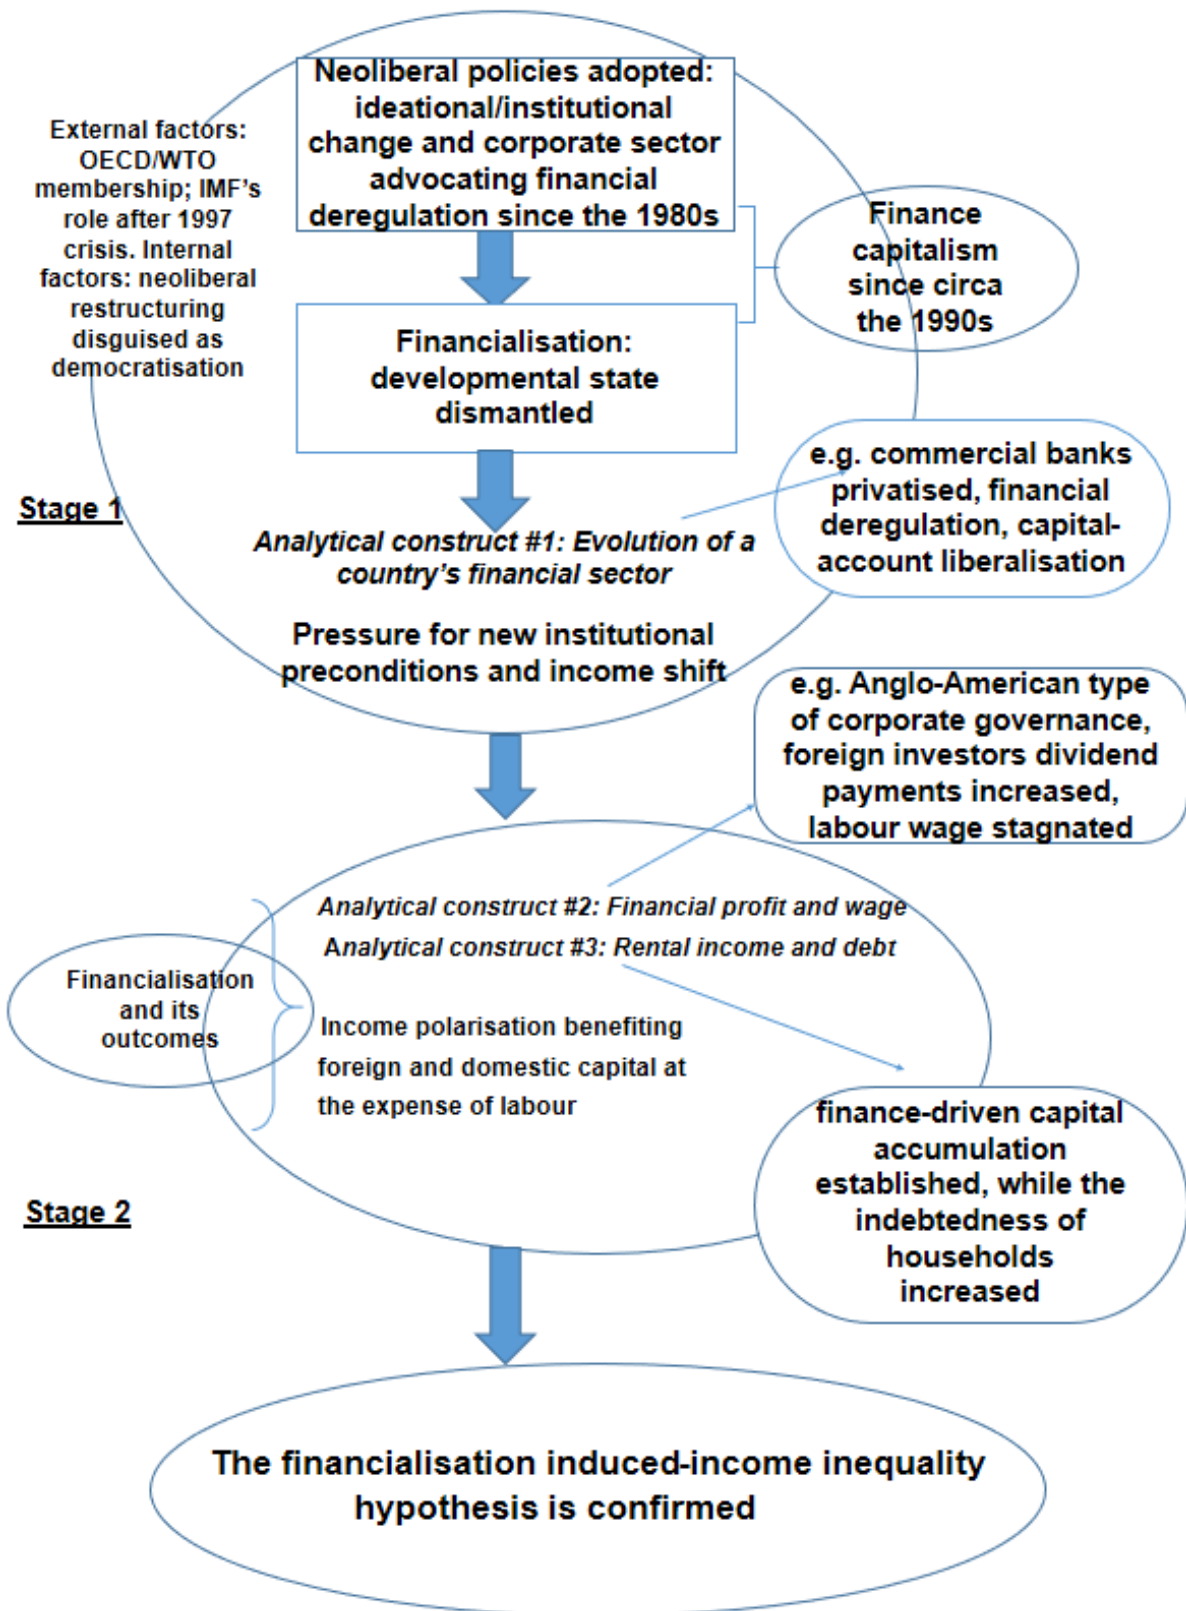 Neoliberal policies adopted:
ideational/institutional
change and corporate sector
advocating financial
deregulation since the 1980s
External factors:
OECD/WTO
membership; IMF's
role after 1997
crisis. Internal
factors: neoliberal
restructuring
disguised as
democratisation
Finance
capitalism
since circa
the 1990s
Financialisation:
developmental state
dismantled
e.g. commercial banks
privatised, financial
deregulation, capital-
account liberalisation
Stage 1
Analytical construct #1: Evolution of a
country's financial sector
Pressure for new institutional
preconditions and income shift
e.g. Anglo-American type
of corporate governance,
foreign investors dividend
payments increased,
labour wage stagnated
Analytical construct #2: Financial profit and wage
Analytical construct #3: Rental income and debt
Financialisation
and its
outcomes
Income polarisation benefiting
foreign and domestic capital at
the expense of labour
finance-driven capital
accumulation
established, while the
indebtedness of
households
increased
Stage 2
The financialisation induced-income inequality
hypothesis is confirmed